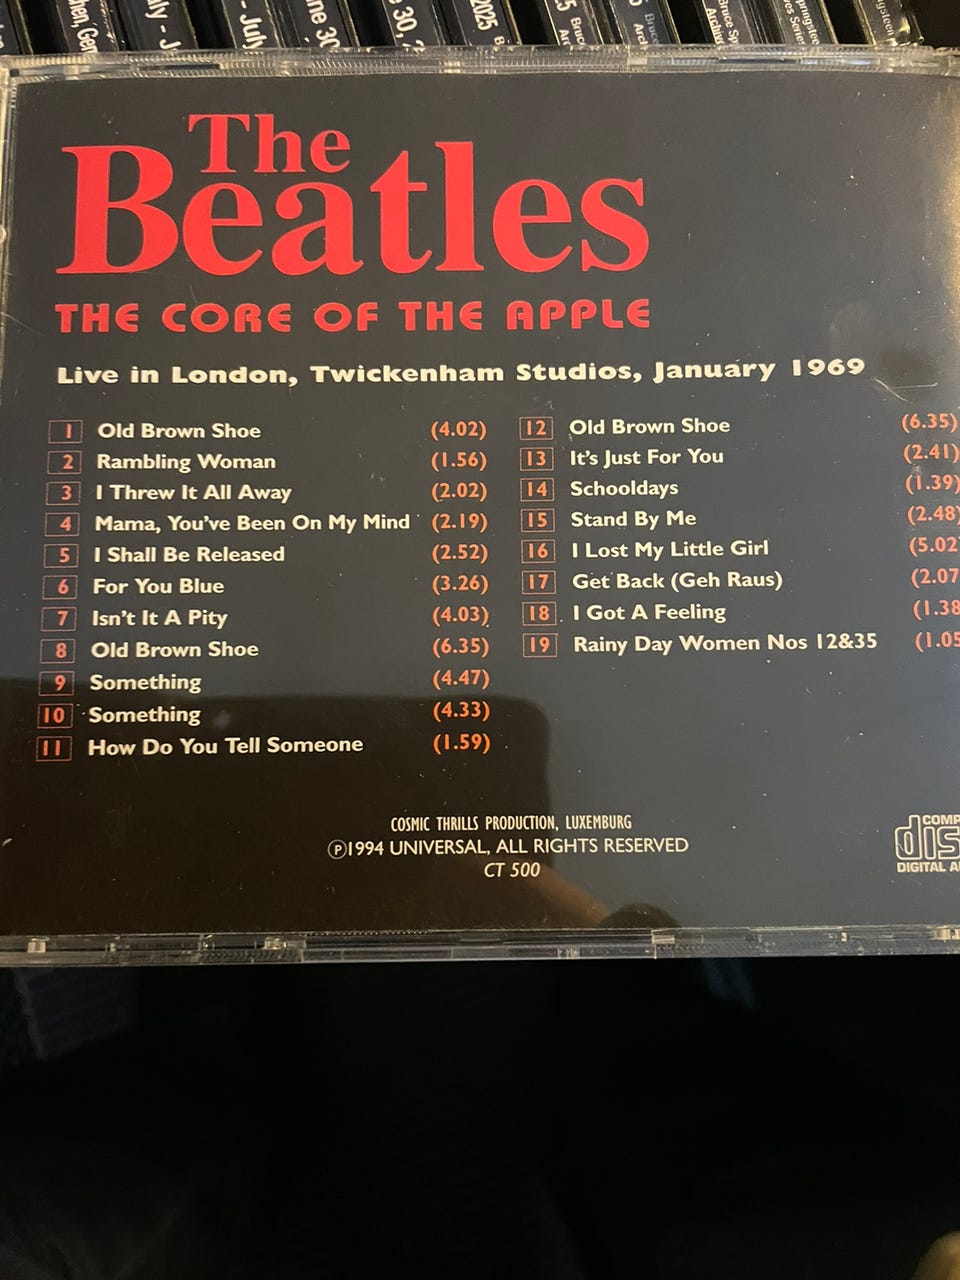 2025
The
Beatles
THE CORE OF THE APPLE
Live in London, Twickenham Studios, January 1969
1 Old Brown Shoe (4.02)
2 Rambling Woman (1.56)
3 I Threw It All Away (2.02)
4 Mama, You've Been On My Mind (2.19)
5 I Shall Be Released (2.52)
6 For You Blue (3.26)
7 Isn't It A Pity (4.03)
8 Old Brown Shoe (6.35)
9 Something (4.47)
10 Something (4.33)
11 How Do You Tell Someone (1.59)
12 Old Brown Shoe (6.35)
13 It's Just For You (2.41)
14 Schooldays (1.39)
15 Stand By Me (2.48)
16 I Lost My Little Girl (5.02
17 Get Back (Geh Raus) (2.07
18 I Got A Feeling (1.38
19 Rainy Day Women Nos 12&35 (1.05
COSMIC THRILLS PRODUCTION, LUXEMBURG
Ⓟ1994 UNIVERSAL, ALL RIGHTS RESERVED
CT 500
COMP
dis
DIGITAL A